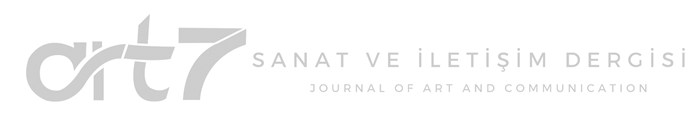 art7
SANAT VE İLETİŞİM DERGİSİ
JOURNAL OF ART AND COMMUNICATION